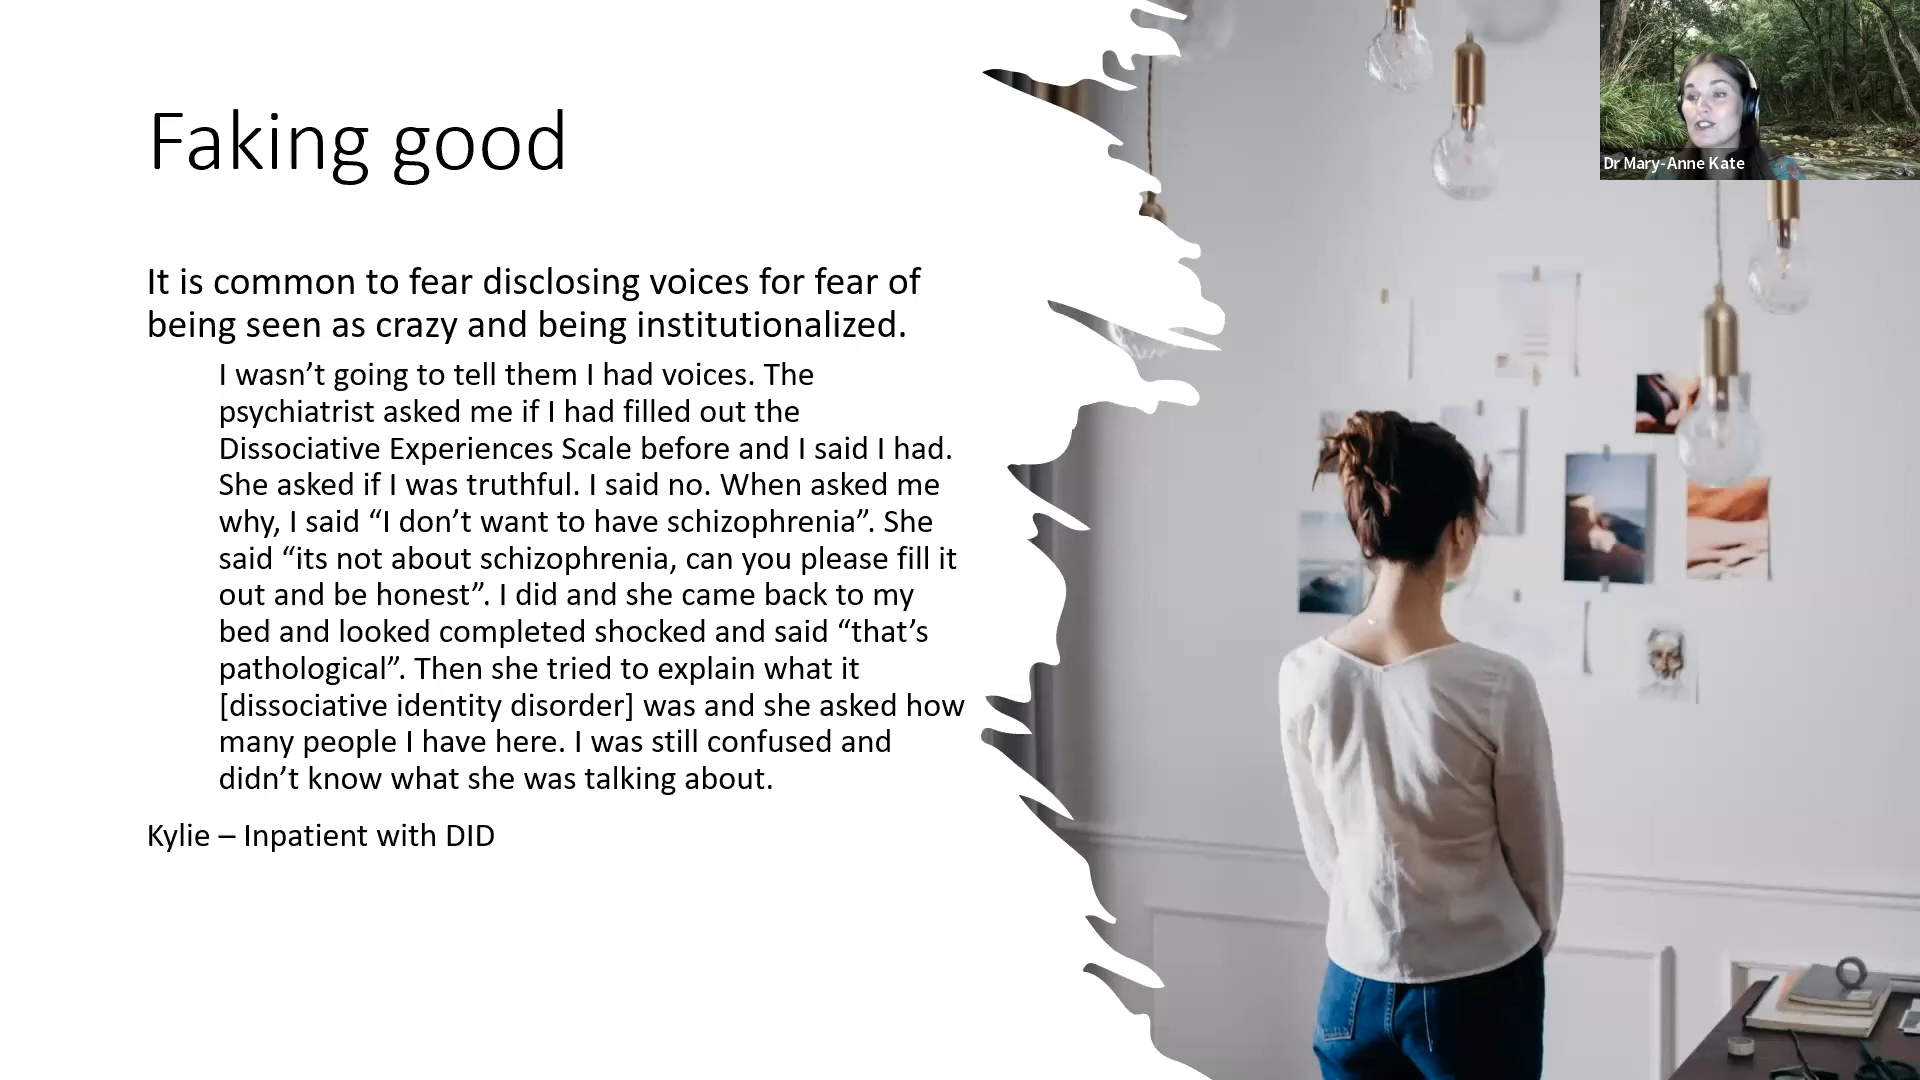 Faking good
It is common to fear disclosing voices for fear of
being seen as crazy and being institutionalized.
I wasn’t going to tell them I had voices. The
psychiatrist asked me if I had filled out the
Dissociative Experiences Scale before and I said I had.
She asked if I was truthful. I said no. When asked me
why, I said “I don’t want to have schizophrenia”. She
said “its not about schizophrenia, can you please fill it
out and be honest”. I did and she came back to my
bed and looked completed shocked and said “that’s
pathological”. Then she tried to explain what it
[dissociative identity disorder] was and she asked how
many people I have here. I was still confused and
didn’t know what she was talking about.
Kylie – Inpatient with DID
Dr Mary-Anne Kate